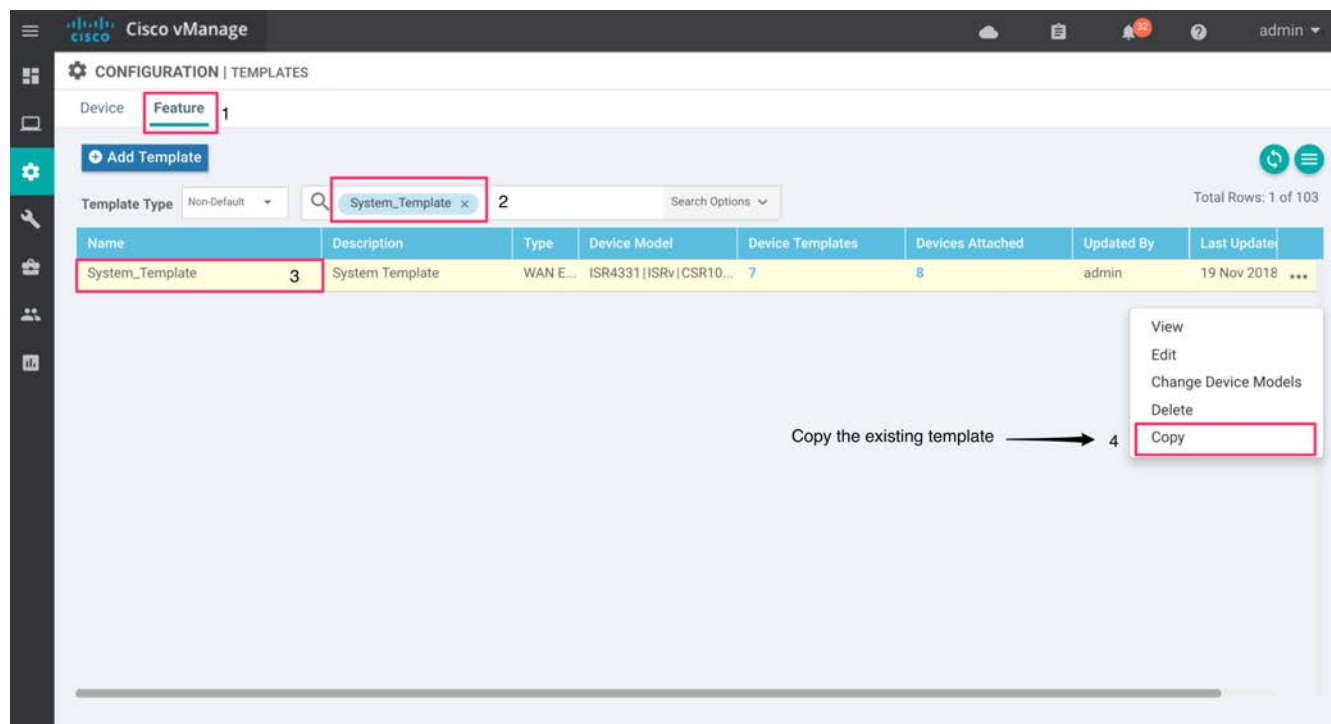 cisco Cisco vManage 32 admin
CONFIGURATION | TEMPLATES
Device Feature 1
Add Template
Template Type Non-Default System_Template x 2 Search Options Total Rows: 1 of 103
Name Description Type Device Model Device Templates Devices Attached Updated By Last Update
System_Template 3 System Template WAN E... ISR4331|ISRv|CSR10... 7 8 admin 19 Nov 2018 ...
View
Edit
Change Device Models
Delete
Copy the existing template 4 Copy